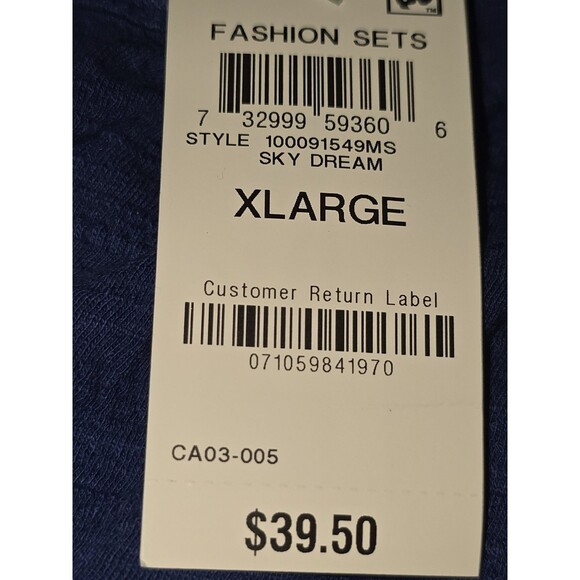 TM
FASHION SETS
7 32999 59360 6
STYLE 100091549MS
SKY DREAM
XLARGE
Customer Return Label
071059841970
CA03-005
$39.50